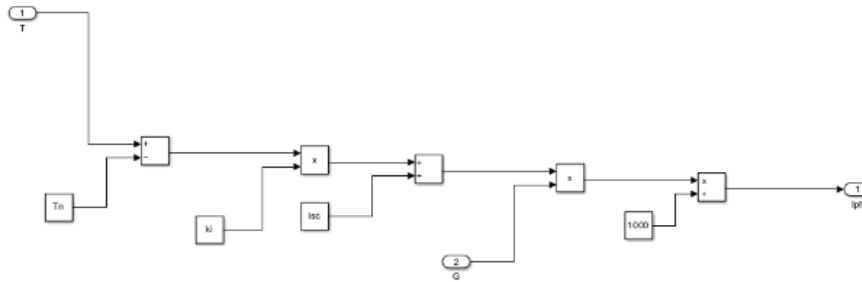 1
T
+
−
Tn
x
ki
+
+
Isc
x
2
G
x
÷
1000
1
Iph